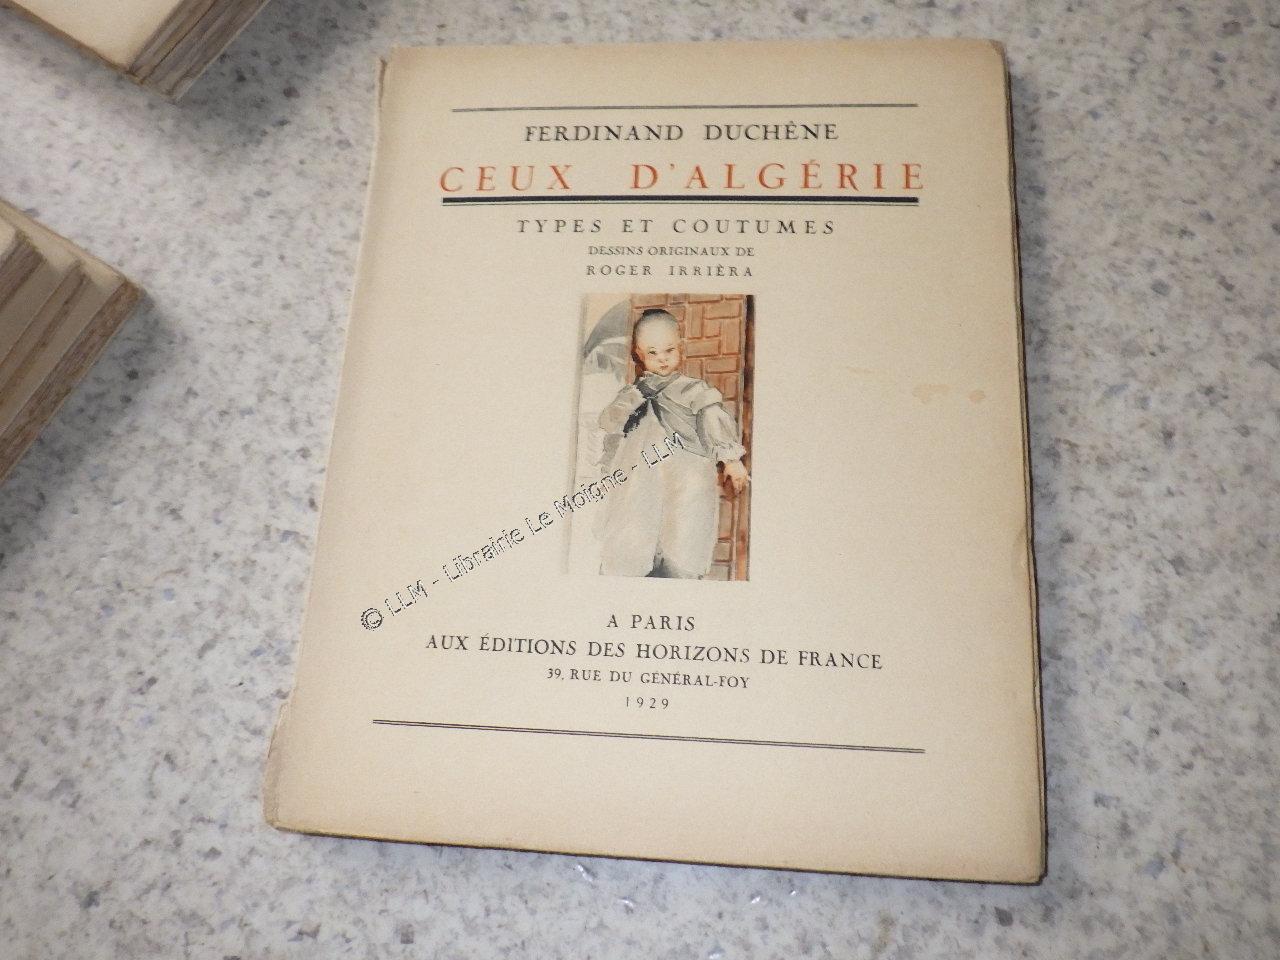 FERDINAND DUCHÊNE
CEUX D'ALGÉRIE
TYPES ET COUTUMES
DESSINS ORIGINAUX DE
ROGER IRRIÈRA
© LLM - Librairie Le Moigne - LLM
A PARIS
AUX ÉDITIONS DES HORIZONS DE FRANCE
39, RUE DU GÉNÉRAL-FOY
1929